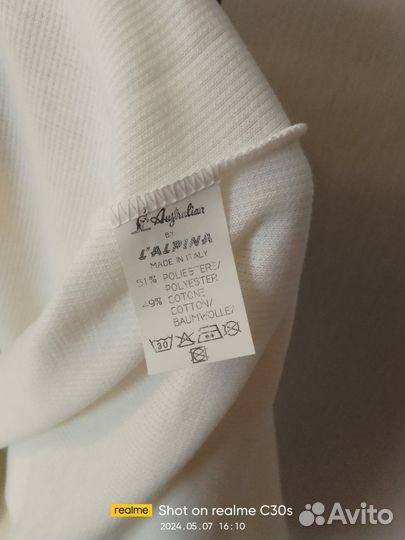 Australian
BY
L'ALPINA
MADE IN ITALY
51% POLIESTERE/
POLYESTER
49% COTONE
COTTON/
BAUMWOLLE
30
realme
Shot on realme C30s
2024.05.07 16:10
Avito